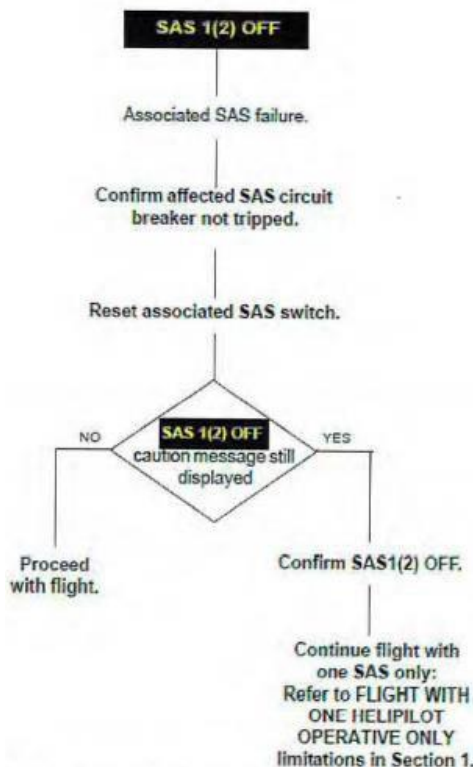 SAS 1(2) OFF
Associated SAS failure.
Confirm affected SAS circuit
breaker not tripped.
Reset associated SAS switch.
SAS 1(2) OFF
caution message still
displayed
NO
YES
Proceed
with flight.
Confirm SAS1(2) OFF.
Continue flight with
one SAS only:
Refer to FLIGHT WITH
ONE HELIPILOT
OPERATIVE ONLY
limitations in Section 1.